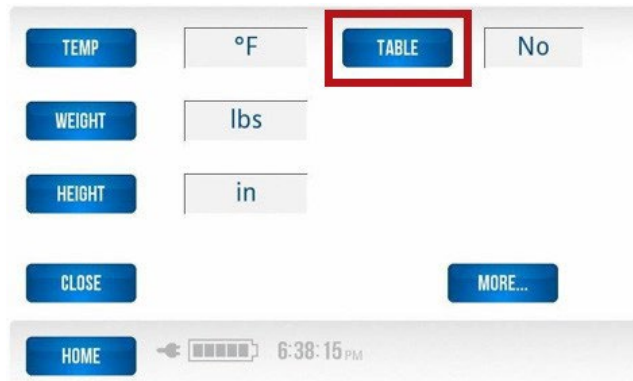 TEMP °F TABLE No
WEIGHT lbs
HEIGHT in
CLOSE MORE...
HOME 6:38:15 PM